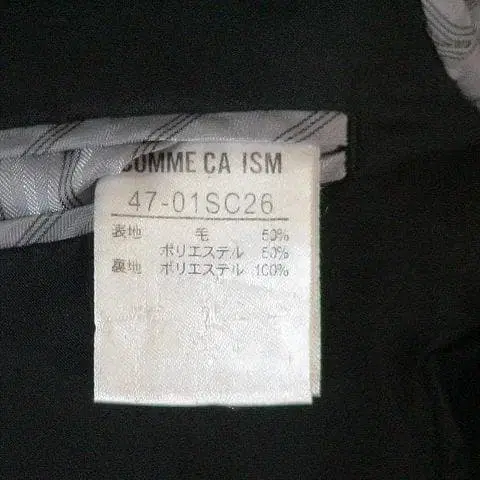 COMME CA ISM
47-01SC26
表地 毛 50%
ポリエステル 50%
裏地 ポリエステル 100%